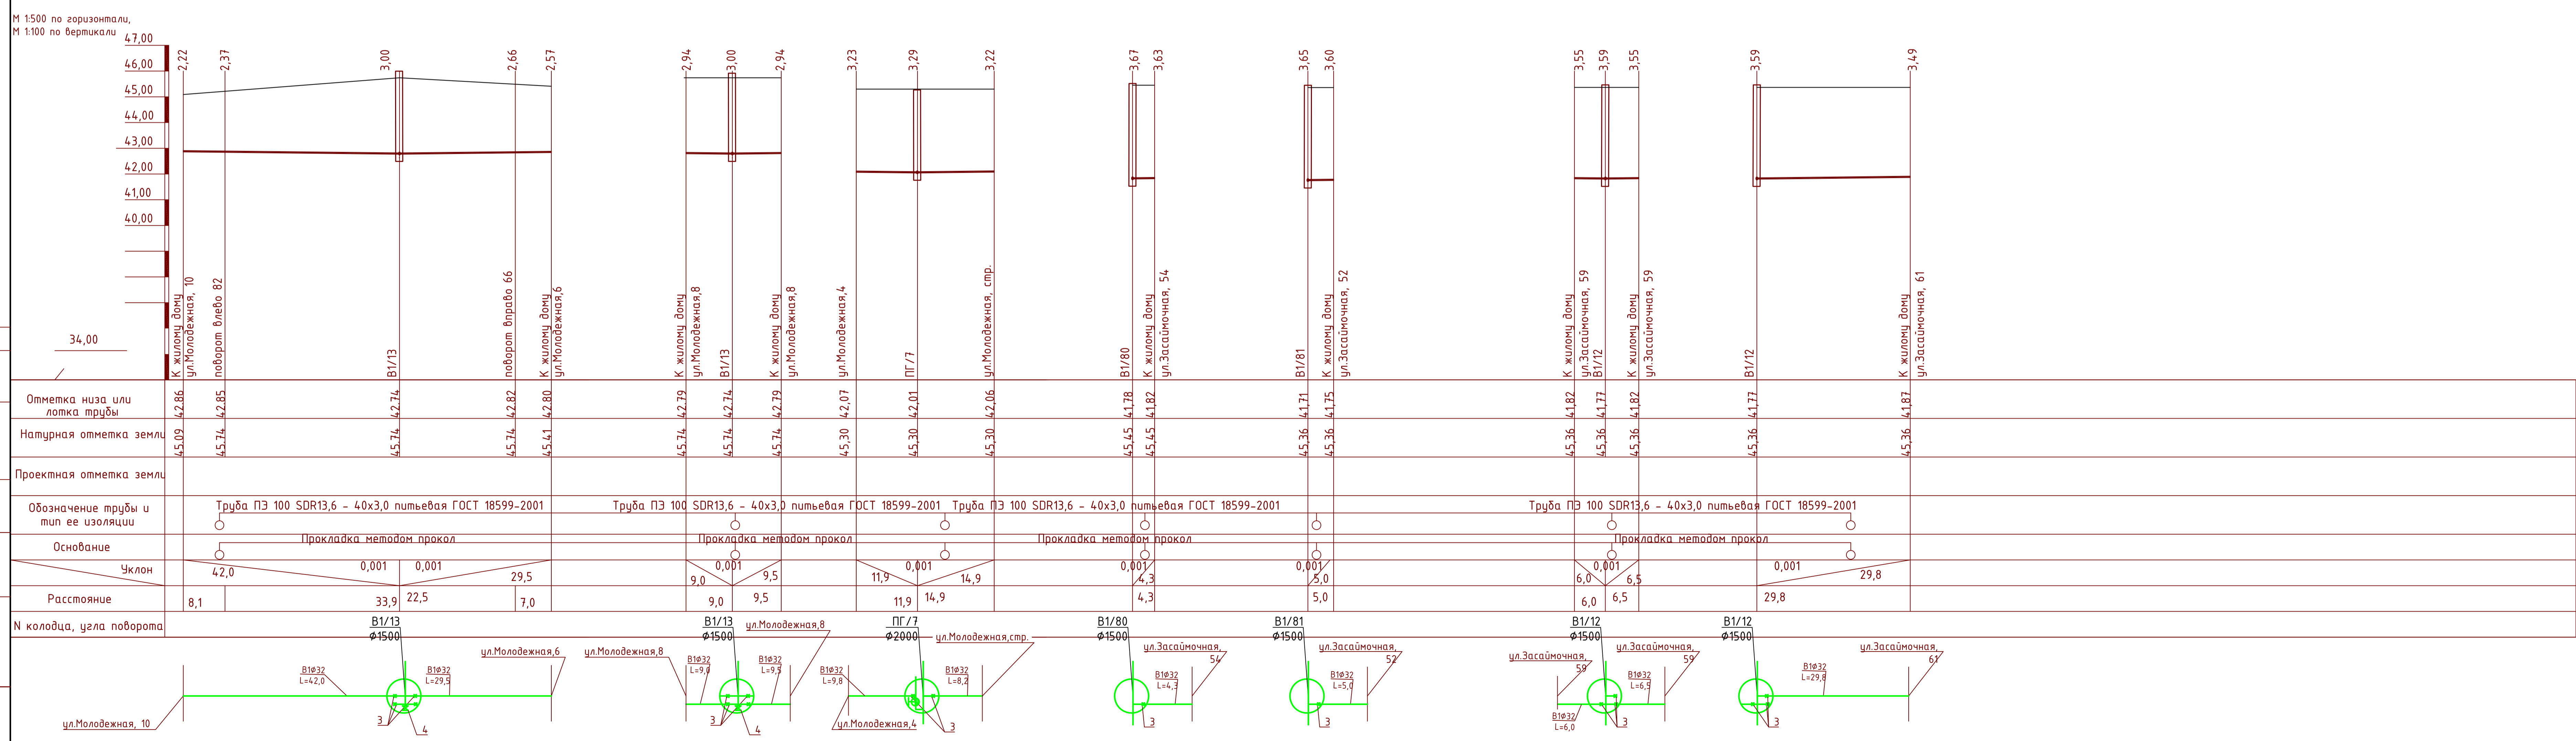 М 1:500 по горизонтали,
М 1:100 по вертикали
47,00
46,00
45,00
44,00
43,00
42,00
41,00
40,00
34,00
2,22
2,37
3,00
2,66
2,57
2,94
3,00
2,94
3,23
3,29
3,22
3,67
3,63
3,65
3,60
3,55
3,59
3,55
3,59
3,49
К жилому дому
ул.Молодежная, 10
поворот влево 82
В1/13
поворот вправо 66
К жилому дому
ул.Молодежная,6
К жилому дому
ул.Молодежная,8
В1/13
К жилому дому
ул.Молодежная,8
ул.Молодежная,4
ПГ/7
ул.Молодежная, стр.
В1/80
К жилому дому
ул.Засаймочная, 54
В1/81
К жилому дому
ул.Засаймочная, 52
К жилому дому
ул.Засаймочная, 59
В1/12
К жилому дому
ул.Засаймочная, 59
В1/12
К жилому дому
ул.Засаймочная, 61
Отметка низа или
лотка трубы
42.86
42.85
42.74
42.82
42.80
42.79
42.74
42.79
42,07
42,01
42,06
41,78
41,82
41,71
41,75
41,82
41,77
41,82
41,77
41,87
Натурная отметка земли
45.09
45.74
45.74
45.74
45.41
45.74
45.74
45.74
45,30
45,30
45,30
45,45
45,45
45,36
45,36
45,36
45,36
45,36
45,36
45,36
Проектная отметка земли
Обозначение трубы и
тип ее изоляции
Труба ПЭ 100 SDR13,6 - 40х3,0 питьевая ГОСТ 18599-2001
Труба ПЭ 100 SDR13,6 - 40х3,0 питьевая ГОСТ 18599-2001
Труба ПЭ 100 SDR13,6 - 40х3,0 питьевая ГОСТ 18599-2001
Труба ПЭ 100 SDR13,6 - 40х3,0 питьевая ГОСТ 18599-2001
Основание
Прокладка методом прокол
Прокладка методом прокол
Прокладка методом прокол
Прокладка методом прокол
Уклон
42,0
0,001
0,001
29,5
9,0
0,001
9,5
11,9
0,001
14,9
0,001
4,3
0,001
5,0
6,0
0,001
6,5
0,001
29,8
Расстояние
8,1
33,9
22,5
7,0
9,0
9,5
11,9
14,9
4,3
5,0
6,0
6,5
29,8
N колодца, угла поворота
В1/13
ϕ1500
В1/13
ϕ1500
ПГ/7
ϕ2000
В1/80
ϕ1500
В1/81
ϕ1500
В1/12
ϕ1500
В1/12
ϕ1500
ул.Молодежная, 10
В1ϕ32
L=42,0
3
4
В1ϕ32
L=29,5
ул.Молодежная,6
ул.Молодежная,8
В1ϕ32
L=9,0
3
4
В1ϕ32
L=9,5
ул.Молодежная,8
В1ϕ32
L=9,8
ул.Молодежная,4
В1ϕ32
L=8,2
3
ул.Молодежная,стр.
В1ϕ32
L=4,3
3
ул.Засаймочная,
54
В1ϕ32
L=5,0
3
ул.Засаймочная,
52
ул.Засаймочная,
59
В1ϕ32
L=6,0
3
В1ϕ32
L=6,5
ул.Засаймочная,
59
3
В1ϕ32
L=29,8
ул.Засаймочная,
61